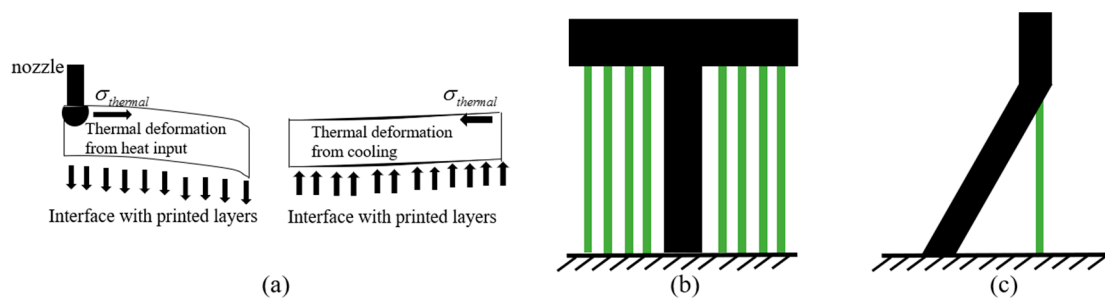 nozzle
σthermal
Thermal deformation
from heat input
Interface with printed layers
σthermal
Thermal deformation
from cooling
Interface with printed layers
(a)
(b)
(c)